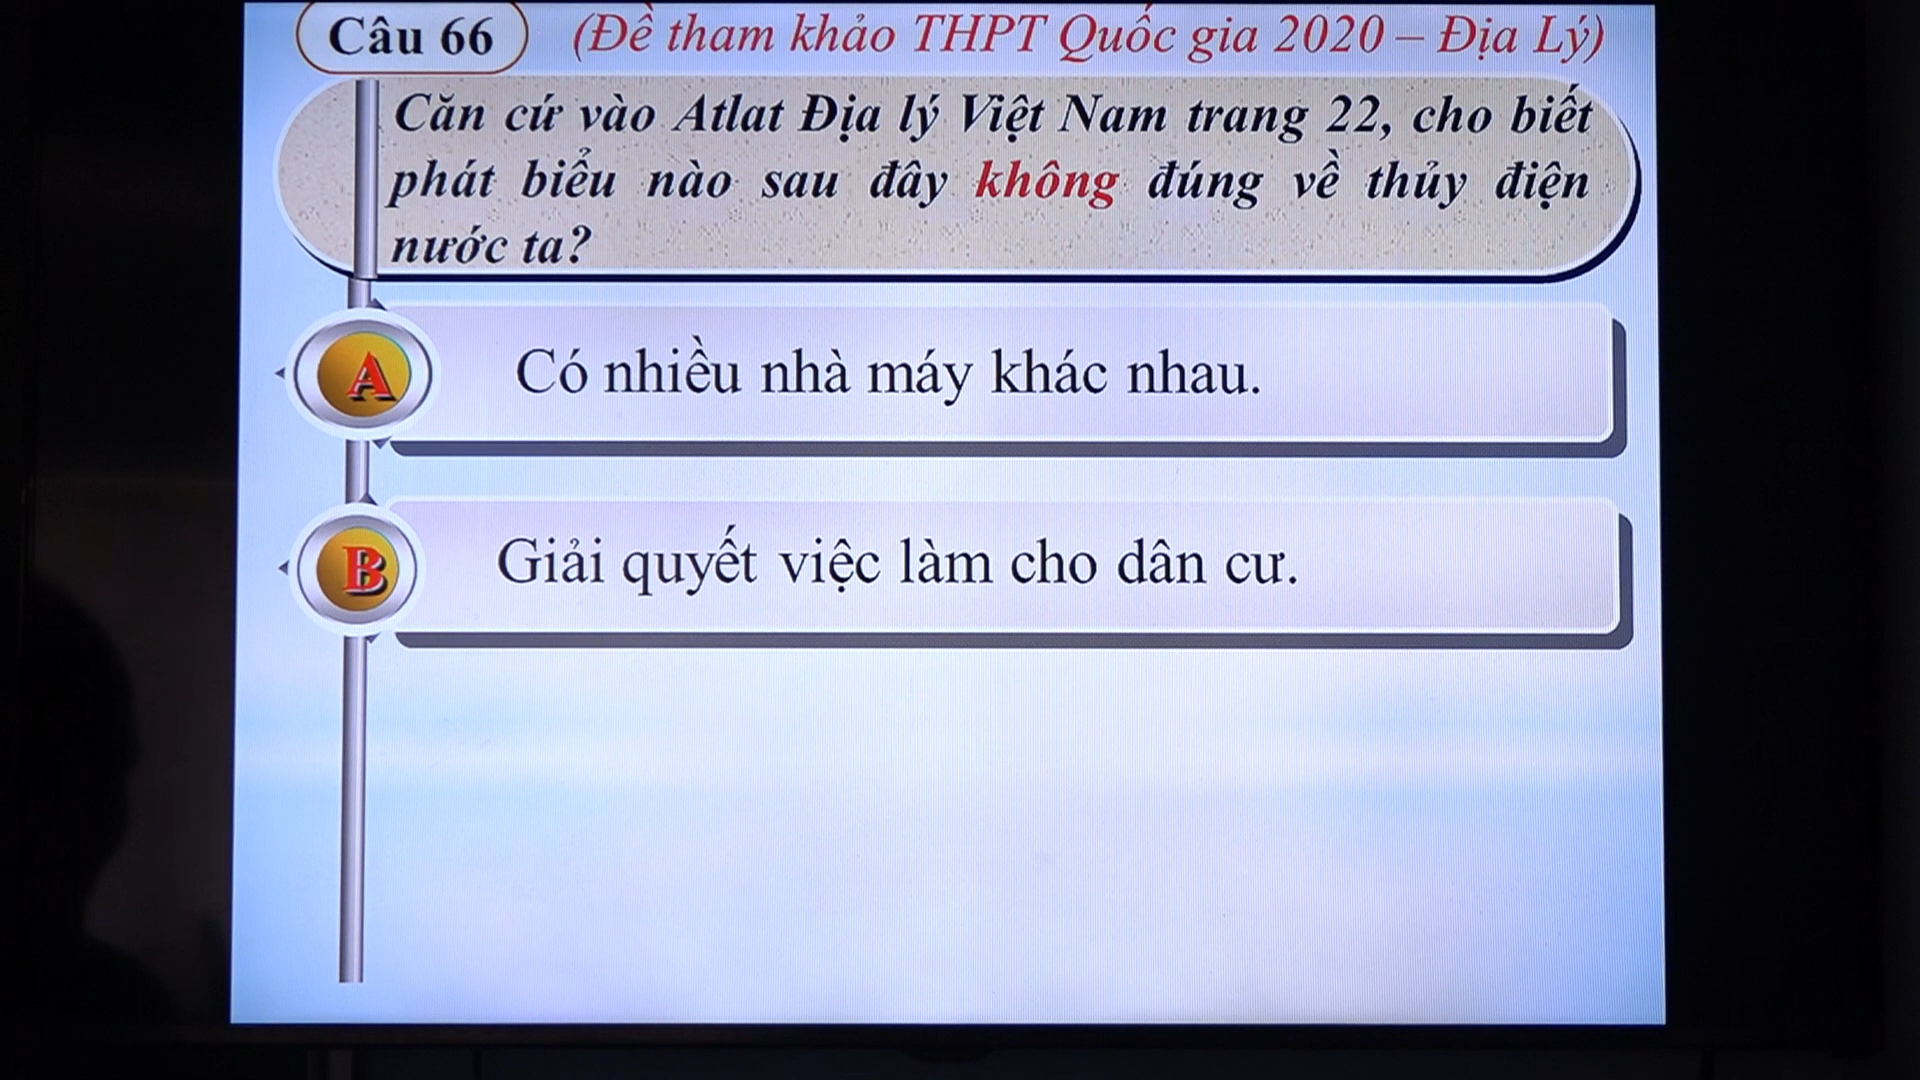 Câu 66 (Đề tham khảo THPT Quốc gia 2020 – Địa Lý)
Căn cứ vào Atlat Địa lý Việt Nam trang 22, cho biết
phát biểu nào sau đây không đúng về thủy điện
nước ta?
A Có nhiều nhà máy khác nhau.
B Giải quyết việc làm cho dân cư.